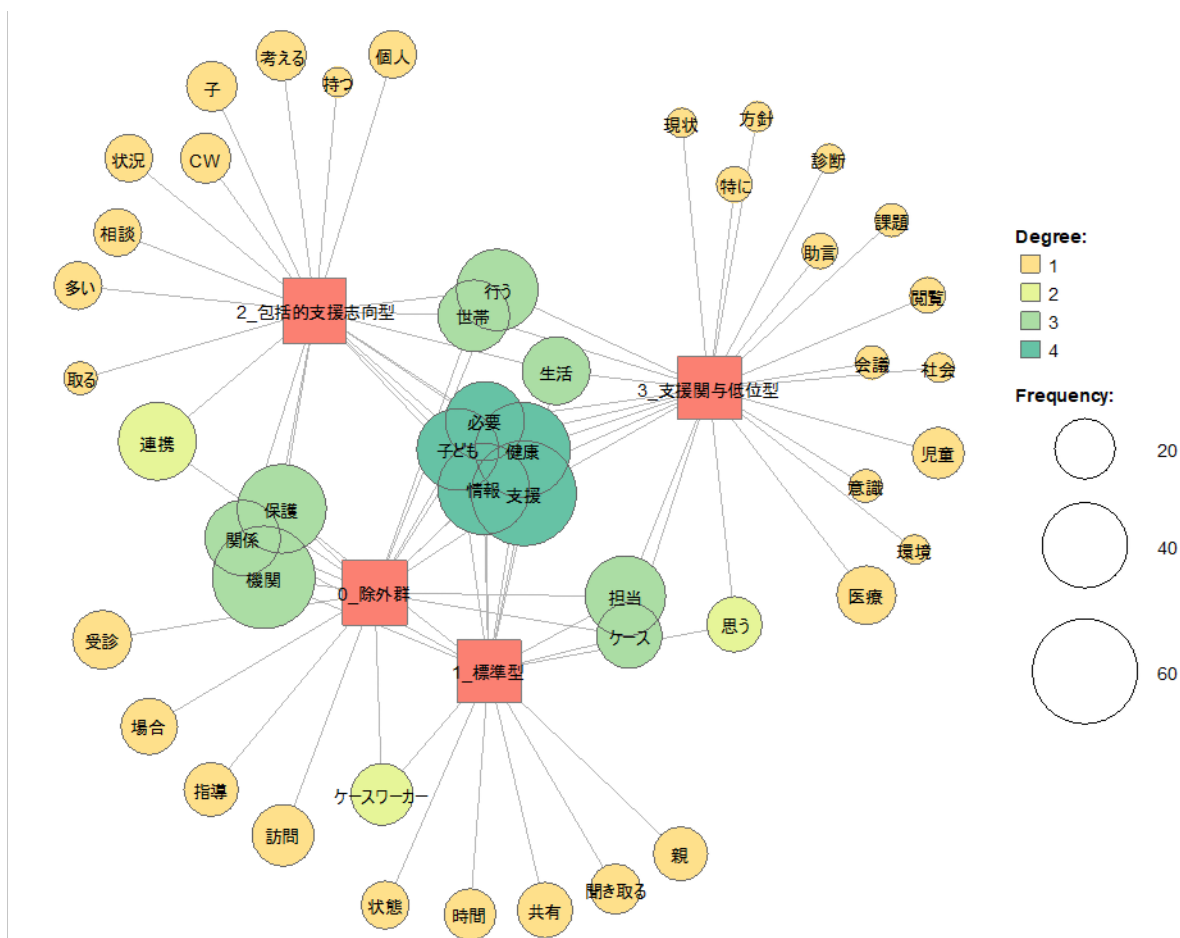 考える
個人
持つ
子
現状
方針
状況
CW
診断
特に
相談
課題
助言
多い
行う
2_包括的支援志向型
世帯
閲覧
生活
会議
社会
取る
3_支援関与低位型
必要
連携
子ども
健康
児童
情報
支援
意識
保護
関係
環境
機関
0_除外群
担当
医療
思う
受診
ケース
1_標準型
場合
指導
ケースワーカー
訪問
親
聞き取る
状態
時間
共有
Degree:
1
2
3
4
Frequency:
20
40
60